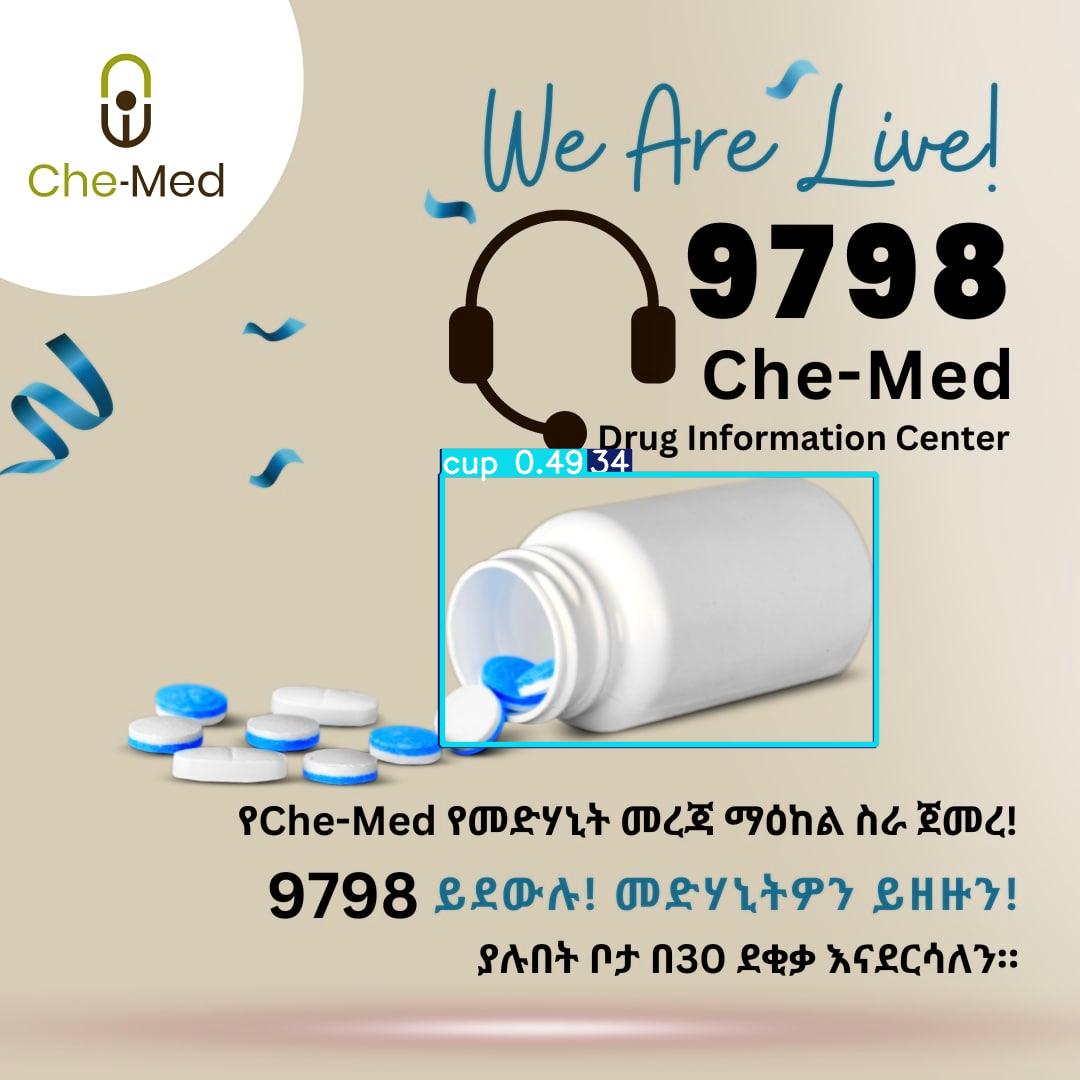 Che-Med
We Are Live!
9798
Che-Med
Drug Information Center
cup 0.49 34
የChe-Med የመድሃኒት መረጃ ማዕከል ስራ ጀመረ!
9798 ይደውሉ! መድሃኒትዎን ይዘዙን!
ያሉበት ቦታ በ30 ደቂቃ እናደርሳለን።